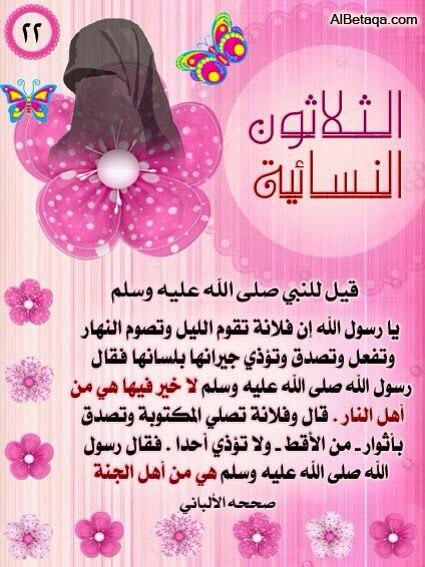 AlBetaqa.com
٢٢
الثلاثون
النسائية
قيل للنبي صلى الله عليه وسلم
يا رسول الله إن فلانة تقوم الليل وتصوم النهار
وتفعل وتصدق وتؤذي جيرانها بلسانها فقال
رسول الله صلى الله عليه وسلم لا خير فيها هي من
أهل النار . قال وفلانة تصلي المكتوبة وتصدق
بأثوار ـ من الأقط ـ ولا تؤذي أحدا . فقال رسول
الله صلى الله عليه وسلم هي من أهل الجنة
صححه الألباني